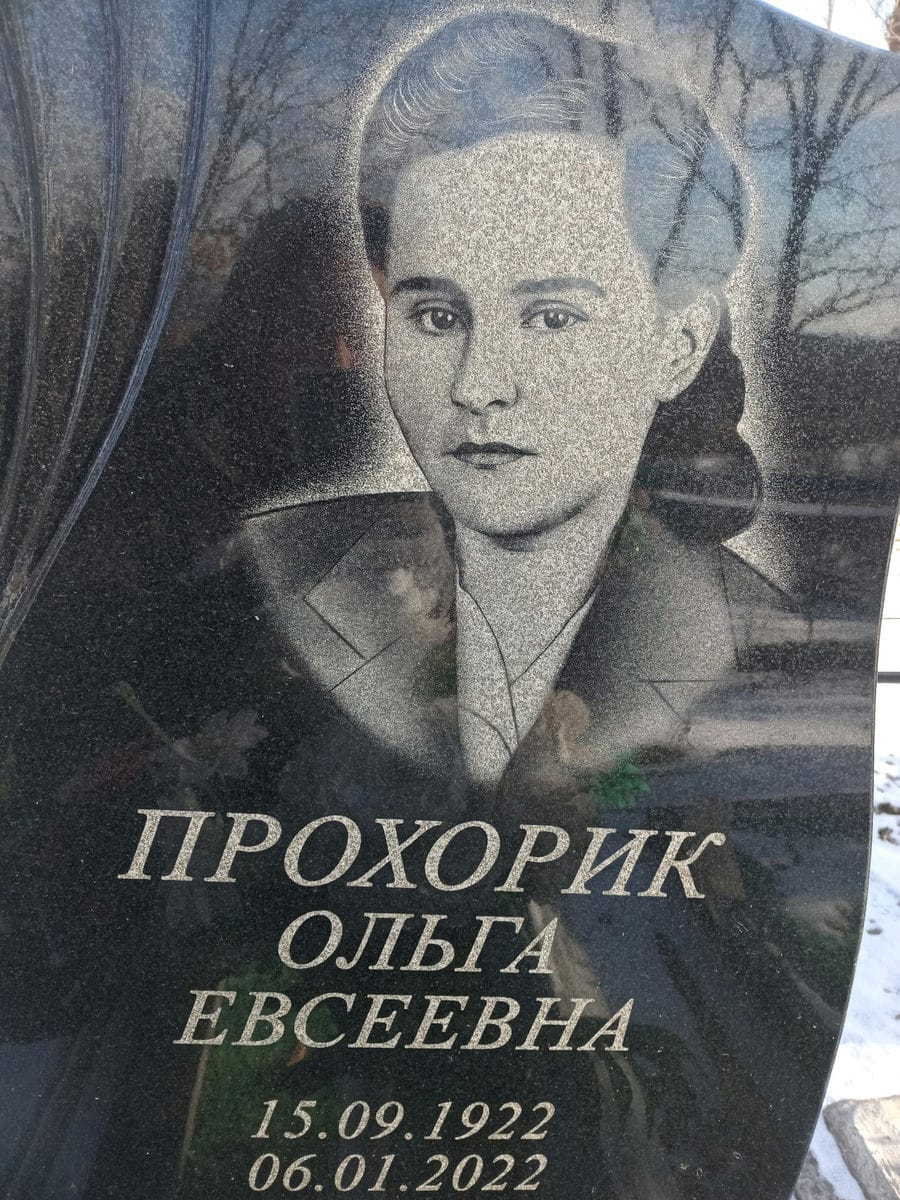 ПРОХОРИК
ОЛЬГА
ЕВСЕЕВНА
15.09.1922
06.01.2022